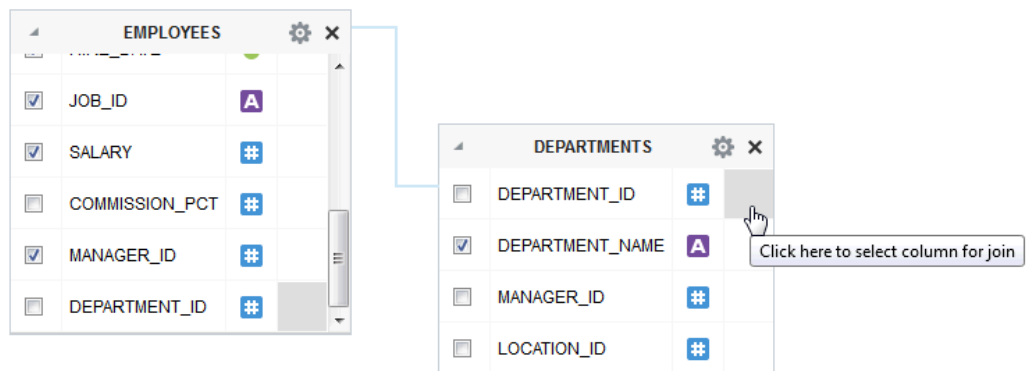 EMPLOYEES
JOB_ID A
SALARY #
COMMISSION_PCT #
MANAGER_ID #
DEPARTMENT_ID #
DEPARTMENTS
DEPARTMENT_ID #
DEPARTMENT_NAME A
Click here to select column for join
MANAGER_ID #
LOCATION_ID #